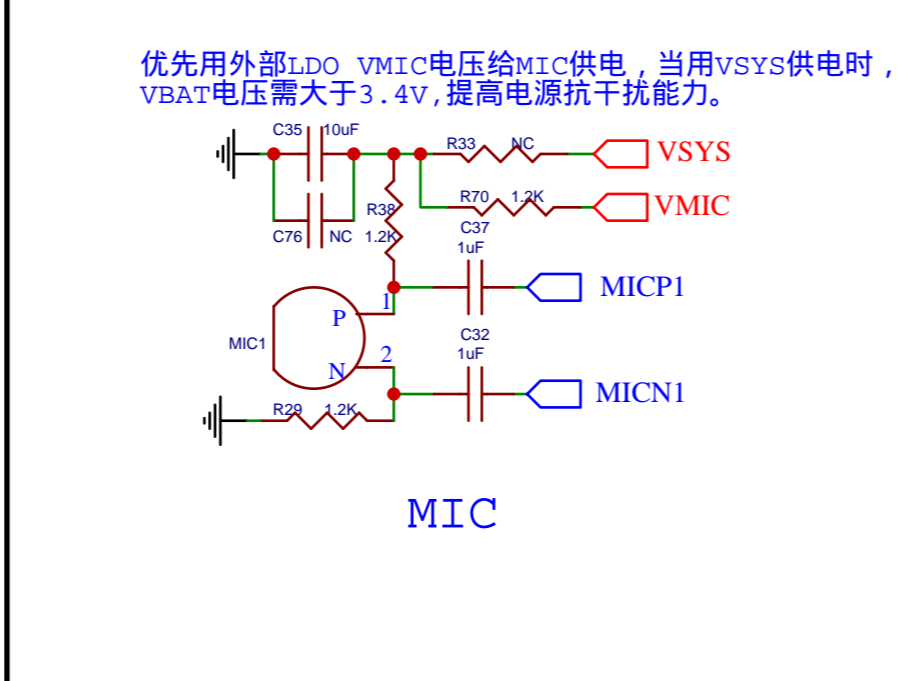 优先用外部LDO VMIC电压给MIC供电，当用VSYS供电时，
VBAT电压需大于3.4V,提高电源抗干扰能力。
C35 10uF
R33 NC VSYS
R70 1.2K VMIC
R38
1.2K
C76 NC
C37
1uF
MICP1
1
P
MIC1
C32
1uF
2
N
MICN1
R29 1.2K
MIC